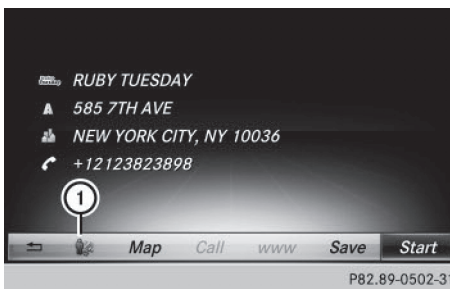 RUBY TUESDAY
A 585 7TH AVE
NEW YORK CITY, NY 10036
+12123823898
1
Map Call www Save Start
P82.89-0502-31